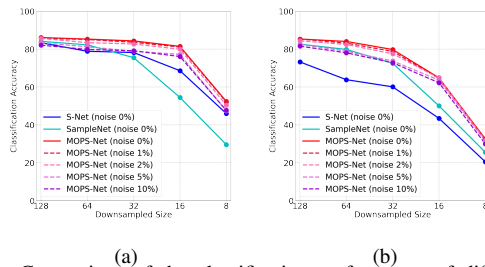 100
80
60
40
20
0
Classification Accuracy
S-Net (noise 0%)
SampleNet (noise 0%)
MOPS-Net (noise 0%)
MOPS-Net (noise 1%)
MOPS-Net (noise 2%)
MOPS-Net (noise 5%)
MOPS-Net (noise 10%)
128 64 32 16 8
Downsampled Size
(a)
100
80
60
40
20
0
Classification Accuracy
S-Net (noise 0%)
SampleNet (noise 0%)
MOPS-Net (noise 0%)
MOPS-Net (noise 1%)
MOPS-Net (noise 2%)
MOPS-Net (noise 5%)
MOPS-Net (noise 10%)
128 64 32 16 8
Downsampled Size
(b)